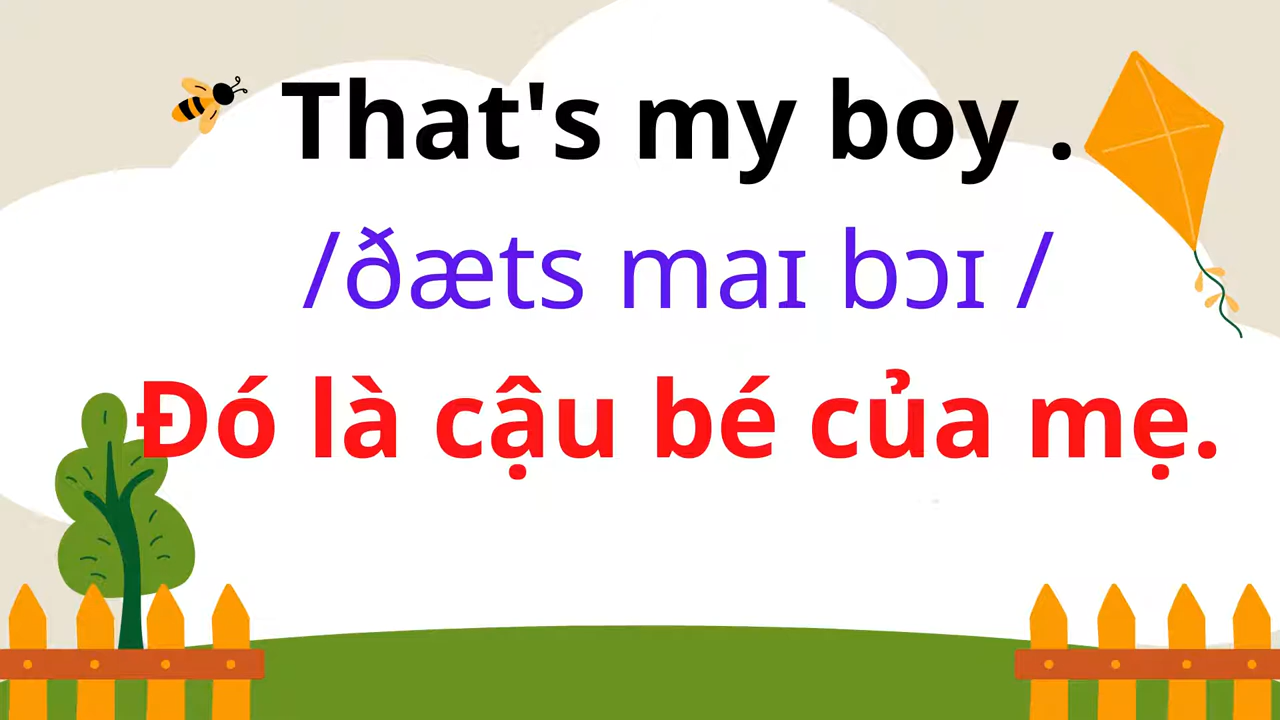 That's my boy .
/ðæts maɪ bɔɪ /
Đó là cậu bé của mẹ.